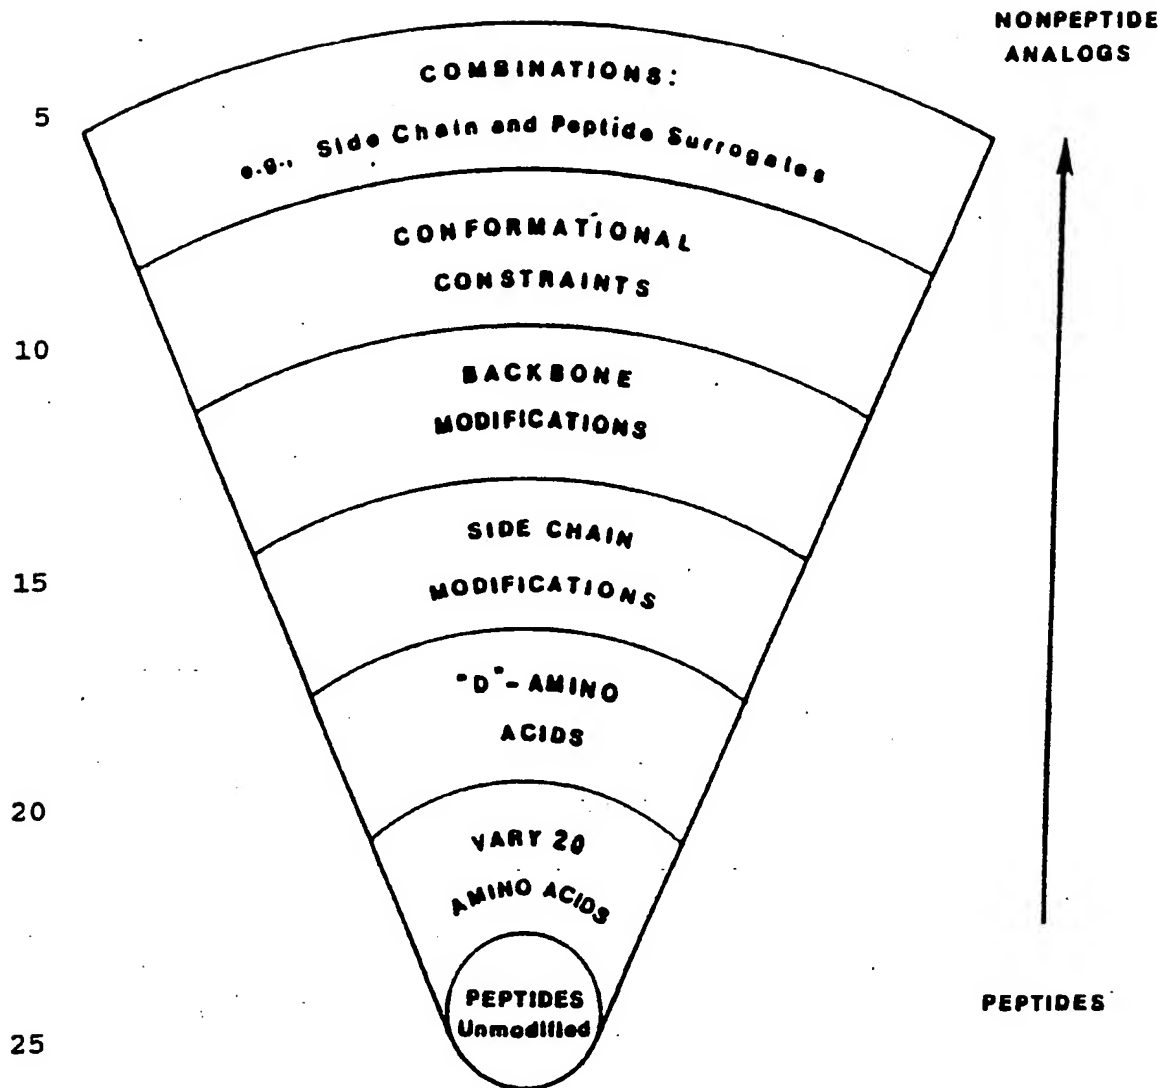 NONPEPTIDE
ANALOGS
COMBINATIONS:
5
e.g., Side Chain and Peptide Surrogates
CONFORMATIONAL
CONSTRAINTS
10
BACKBONE
MODIFICATIONS
SIDE CHAIN
15
MODIFICATIONS
"D"-AMINO
ACIDS
20
VARY 20
AMINO ACIDS
PEPTIDES
Unmodified
PEPTIDES
25